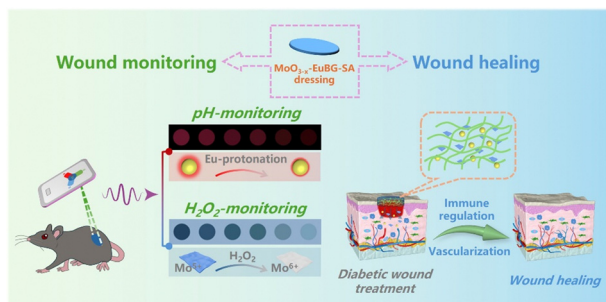 Wound monitoring
MoO3-x-EuBG-SA
dressing
Wound healing
pH-monitoring
Eu-protonation
H2O2-monitoring
H2O2
Mo5+
Mo6+
Immune
regulation
Vascularization
Diabetic wound
treatment
Wound healing